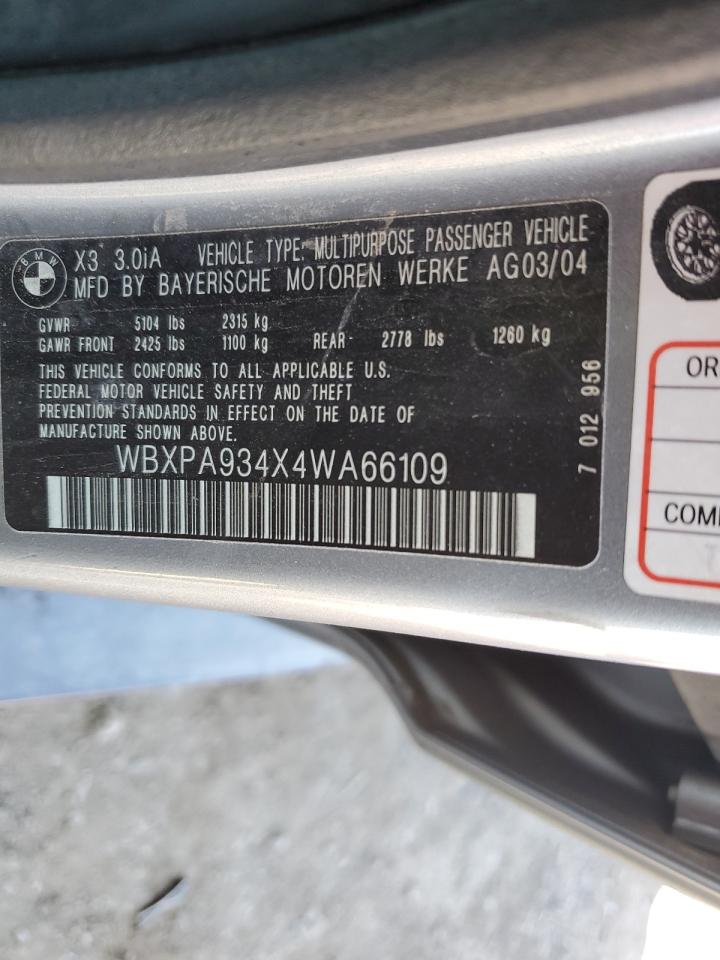 BMW
X3 3.0iA VEHICLE TYPE: MULTIPURPOSE PASSENGER VEHICLE
MFD BY BAYERISCHE MOTOREN WERKE AG03/04
GVWR 5104 lbs 2315 kg
GAWR FRONT 2425 lbs 1100 kg REAR- 2778 lbs 1260 kg
THIS VEHICLE CONFORMS TO ALL APPLICABLE U.S.
FEDERAL MOTOR VEHICLE SAFETY AND THEFT
PREVENTION STANDARDS IN EFFECT ON THE DATE OF
MANUFACTURE SHOWN ABOVE.
WBXPA934X4WA66109
7 012 956
OR
COMP